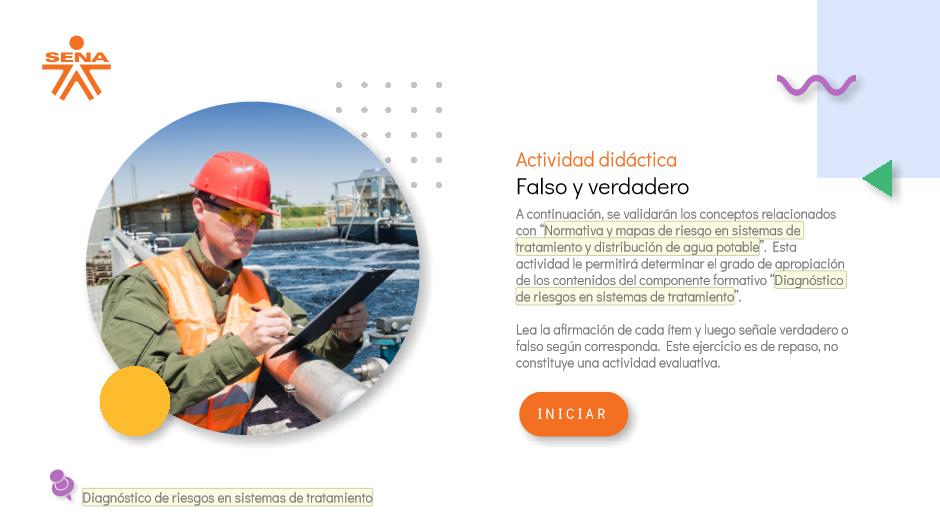 SENA
Actividad didáctica
Falso y verdadero
A continuación, se validarán los conceptos relacionados
con “Normativa y mapas de riesgo en sistemas de
tratamiento y distribución de agua potable”. Esta
actividad le permitirá determinar el grado de apropiación
de los contenidos del componente formativo “Diagnóstico
de riesgos en sistemas de tratamiento”.
Lea la afirmación de cada ítem y luego señale verdadero o
falso según corresponda. Este ejercicio es de repaso, no
constituye una actividad evaluativa.
INICIAR
Diagnóstico de riesgos en sistemas de tratamiento